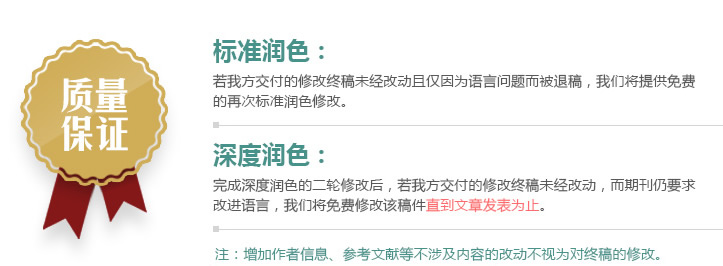 质量
保证
标准润色：
若我方交付的修改终稿未经改动且仅因为语言问题而被退稿，我们将提供免费
的再次标准润色修改。
深度润色：
完成深度润色的二轮修改后，若我方交付的修改终稿未经改动，而期刊仍要求
改进语言，我们将免费修改该稿件直到文章发表为止。
注：增加作者信息、参考文献等不涉及内容的改动不视为对终稿的修改。